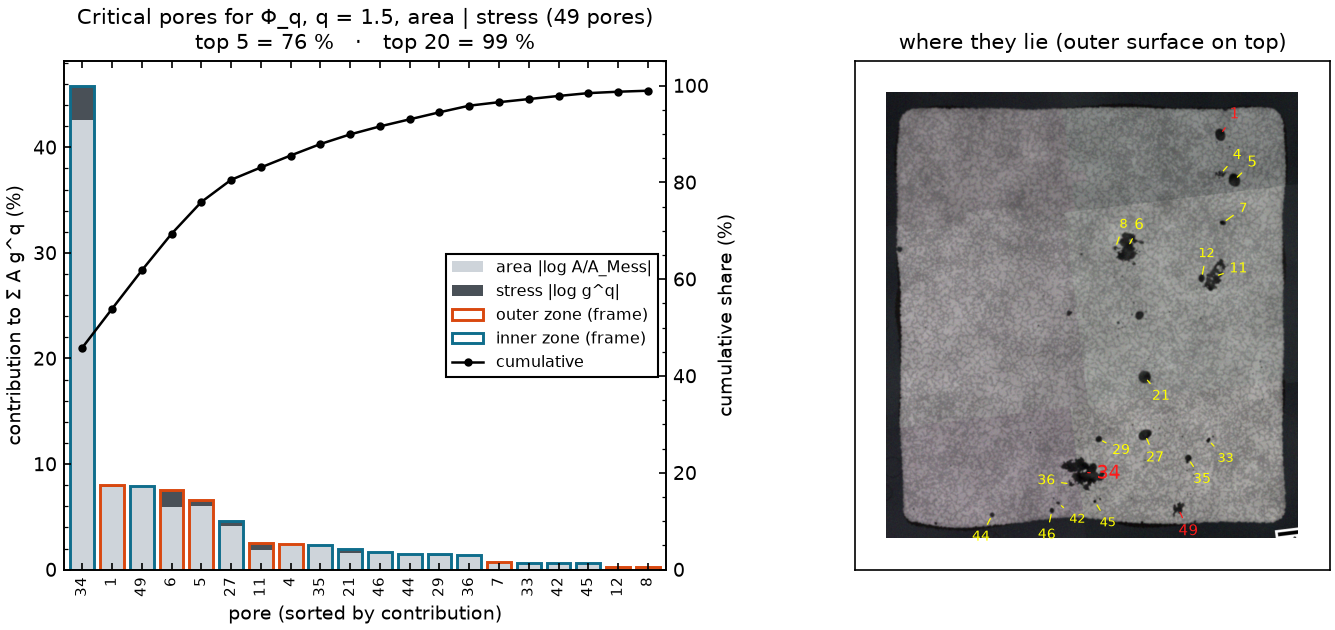 Critical pores for Φ_q, q = 1.5, area | stress (49 pores)
top 5 = 76 % · top 20 = 99 %
contribution to Σ A g^q (%)
0
10
20
30
40
area |log A/A_Mess|
stress |log g^q|
outer zone (frame)
inner zone (frame)
cumulative
0
20
40
60
80
100
cumulative share (%)
34 1 49 6 5 27 11 4 35 21 46 44 29 36 7 33 42 45 12 8
pore (sorted by contribution)
where they lie (outer surface on top)
1
4 5
7
8 6
12
11
21
29 27 33
34
36 35
42 45
44 46 49